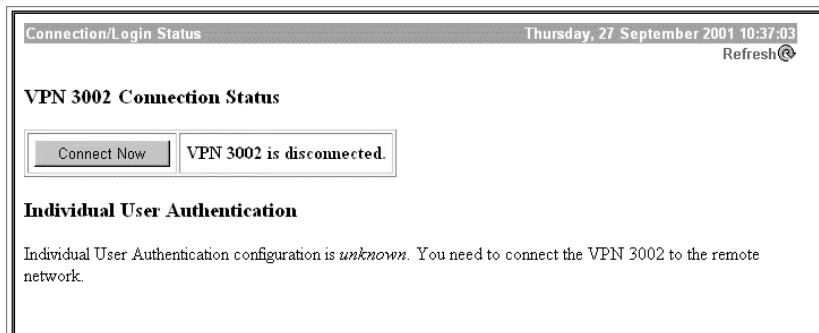 Connection/Login Status Thursday, 27 September 2001 10:37:03
Refresh
VPN 3002 Connection Status
Connect Now VPN 3002 is disconnected.
Individual User Authentication
Individual User Authentication configuration is unknown. You need to connect the VPN 3002 to the remote
network.